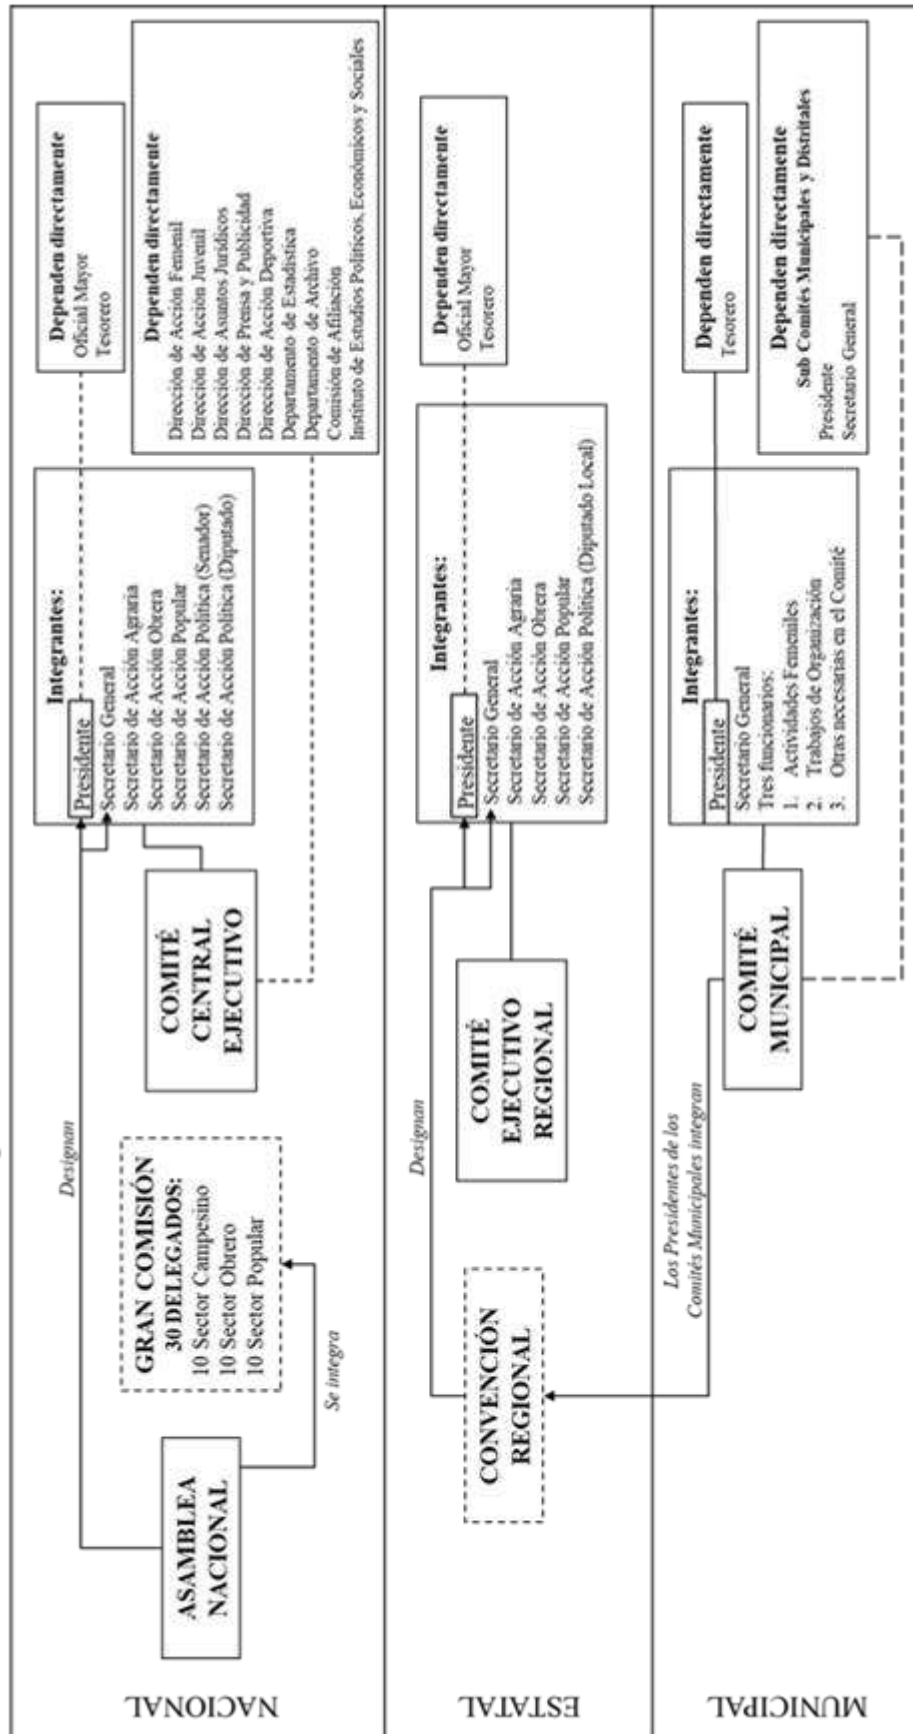 NACIONAL
ASAMBLEA
NACIONAL
Designan
Se integra
GRAN COMISIÓN
30 DELEGADOS:
10 Sector Campesino
10 Sector Obrero
10 Sector Popular
COMITÉ
CENTRAL
EJECUTIVO
Integrantes:
Presidente
Secretario General
Secretario de Acción Agraria
Secretario de Acción Obrera
Secretario de Acción Popular
Secretario de Acción Política (Senador)
Secretario de Acción Política (Diputado)
Dependen directamente
Oficial Mayor
Tesorero
Dependen directamente
Dirección de Acción Femenil
Dirección de Acción Juvenil
Dirección de Asuntos Jurídicos
Dirección de Prensa y Publicidad
Dirección de Acción Deportiva
Departamento de Estadística
Departamento de Archivo
Comisión de Afiliación
Instituto de Estudios Políticos, Económicos y Sociales
ESTATAL
CONVENCIÓN
REGIONAL
Designan
COMITÉ
EJECUTIVO
REGIONAL
Integrantes:
Presidente
Secretario General
Secretario de Acción Agraria
Secretario de Acción Obrera
Secretario de Acción Popular
Secretario de Acción Política (Diputado Local)
Dependen directamente
Oficial Mayor
Tesorero
MUNICIPAL
Los Presidentes de los
Comités Municipales integran
COMITÉ
MUNICIPAL
Integrantes:
Presidente
Secretario General
Tres funcionarios:
1. Actividades Femeniles
2. Trabajos de Organización
3. Otras necesarias en el Comité
Dependen directamente
Tesorero
Dependen directamente
Sub Comités Municipales y Distritales
Presidente
Secretario General